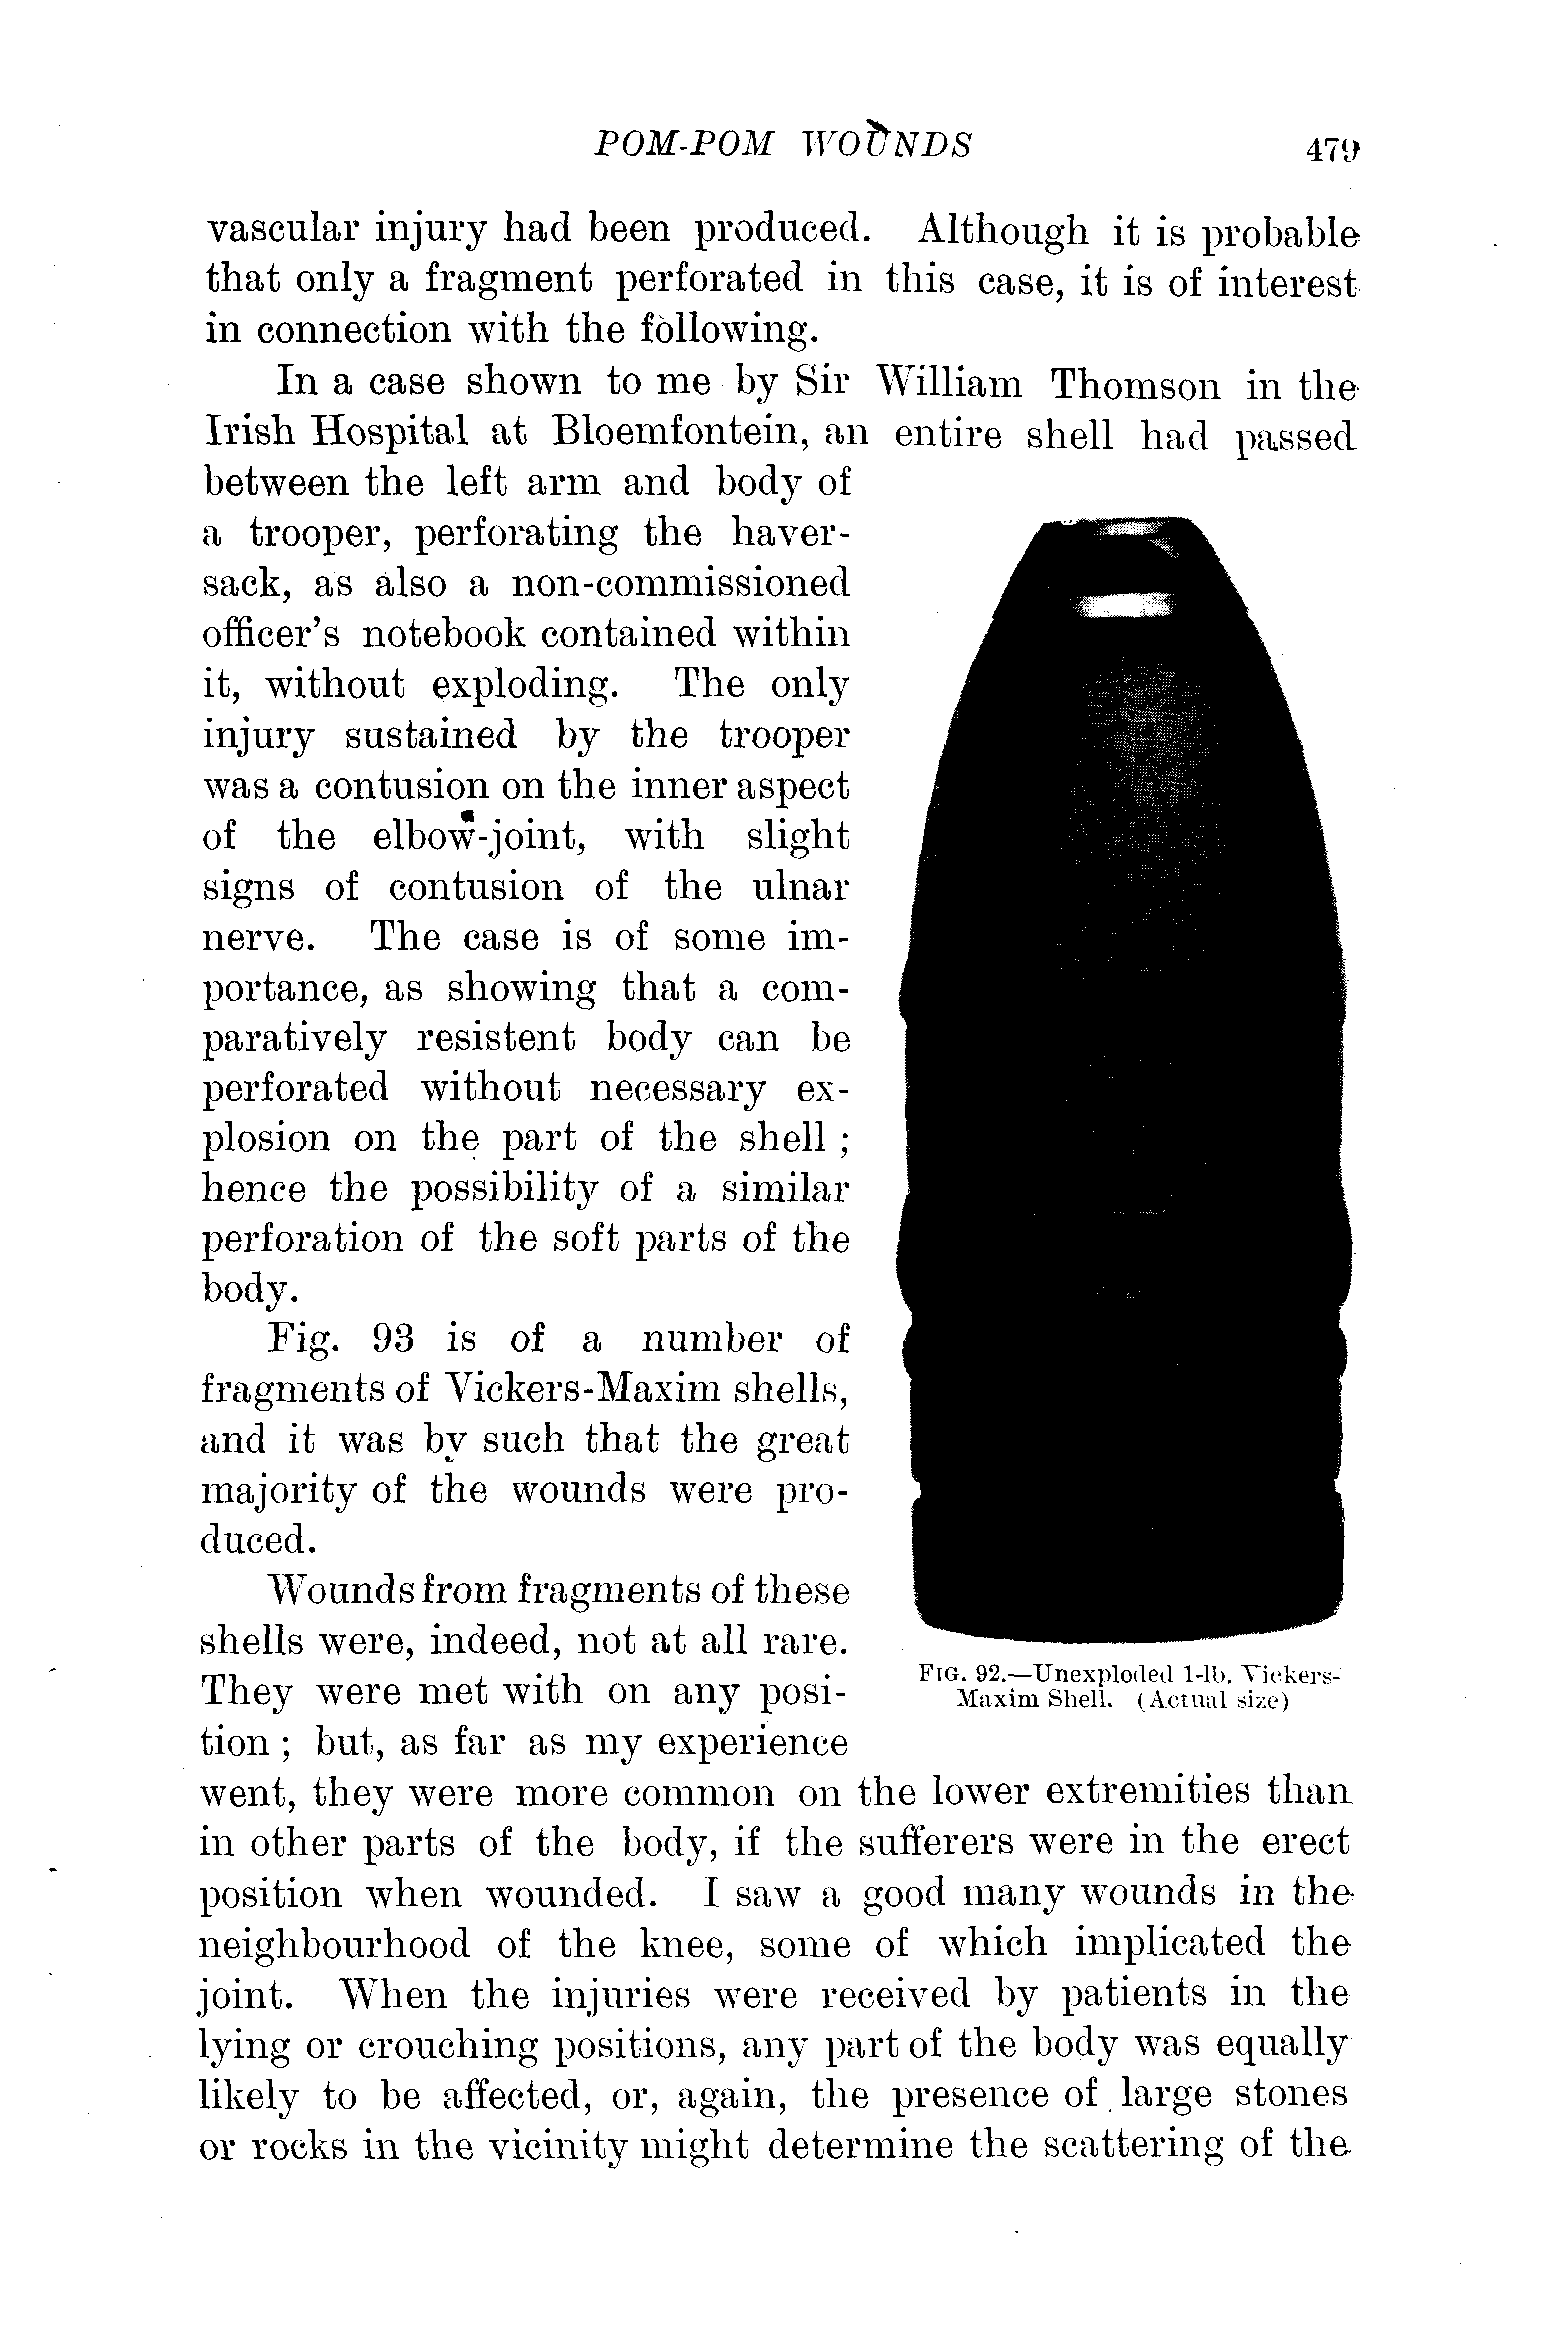 POM-POM WOUNDS 479
vascular injury had been produced. Although it is probable
that only a fragment perforated in this case, it is of interest
in connection with the following.
In a case shown to me by Sir William Thomson in the
Irish Hospital at Bloemfontein, an entire shell had passed
between the left arm and body of
a trooper, perforating the haver-
sack, as also a non-commissioned
officer's notebook contained within
it, without exploding. The only
injury sustained by the trooper
was a contusion on the inner aspect
of the elbow-joint, with slight
signs of contusion of the ulnar
nerve. The case is of some im-
portance, as showing that a com-
paratively resistent body can be
perforated without necessary ex-
plosion on the part of the shell ;
hence the possibility of a similar
perforation of the soft parts of the
body.
Fig. 93 is of a number of
fragments of Vickers-Maxim shells,
and it was by such that the great
majority of the wounds were pro-
duced.
Wounds from fragments of these
shells were, indeed, not at all rare.
They were met with on any posi-
tion ; but, as far as my experience
FIG. 92.—Unexploded 1-lb. Vickers-
Maxim Shell. (Actual size)
went, they were more common on the lower extremities than
in other parts of the body, if the sufferers were in the erect
position when wounded. I saw a good many wounds in the
neighbourhood of the knee, some of which implicated the
joint. When the injuries were received by patients in the
lying or crouching positions, any part of the body was equally
likely to be affected, or, again, the presence of large stones
or rocks in the vicinity might determine the scattering of the